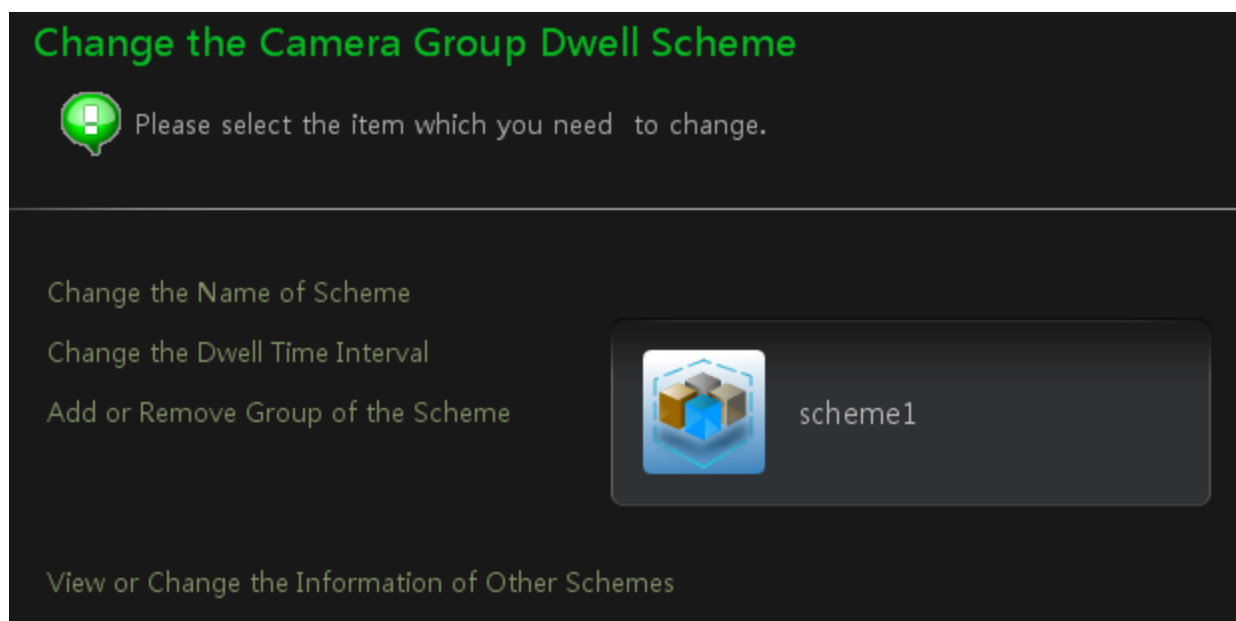 Change the Camera Group Dwell Scheme
Please select the item which you need to change.
Change the Name of Scheme
Change the Dwell Time Interval
Add or Remove Group of the Scheme
scheme1
View or Change the Information of Other Schemes